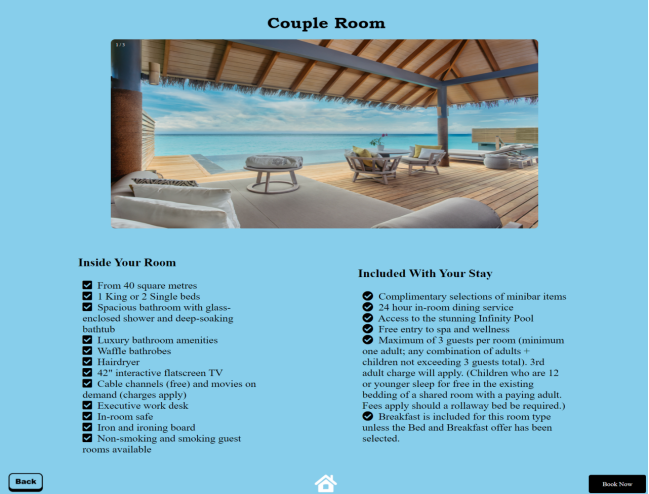 Couple Room
1 / 3
Inside Your Room
From 40 square metres
1 King or 2 Single beds
Spacious bathroom with glass-
enclosed shower and deep-soaking
bathtub
Luxury bathroom amenities
Waffle bathrobes
Hairdryer
42" interactive flatscreen TV
Cable channels (free) and movies on
demand (charges apply)
Executive work desk
In-room safe
Iron and ironing board
Non-smoking and smoking guest
rooms available
Included With Your Stay
Complimentary selections of minibar items
24 hour in-room dining service
Access to the stunning Infinity Pool
Free entry to spa and wellness
Maximum of 3 guests per room (minimum
one adult; any combination of adults +
children not exceeding 3 guests total). 3rd
adult charge will apply. (Children who are 12
or younger sleep for free in the existing
bedding of a shared room with a paying adult.
Fees apply should a rollaway bed be required.)
Breakfast is included for this room type
unless the Bed and Breakfast offer has been
selected.
Back
Book Now